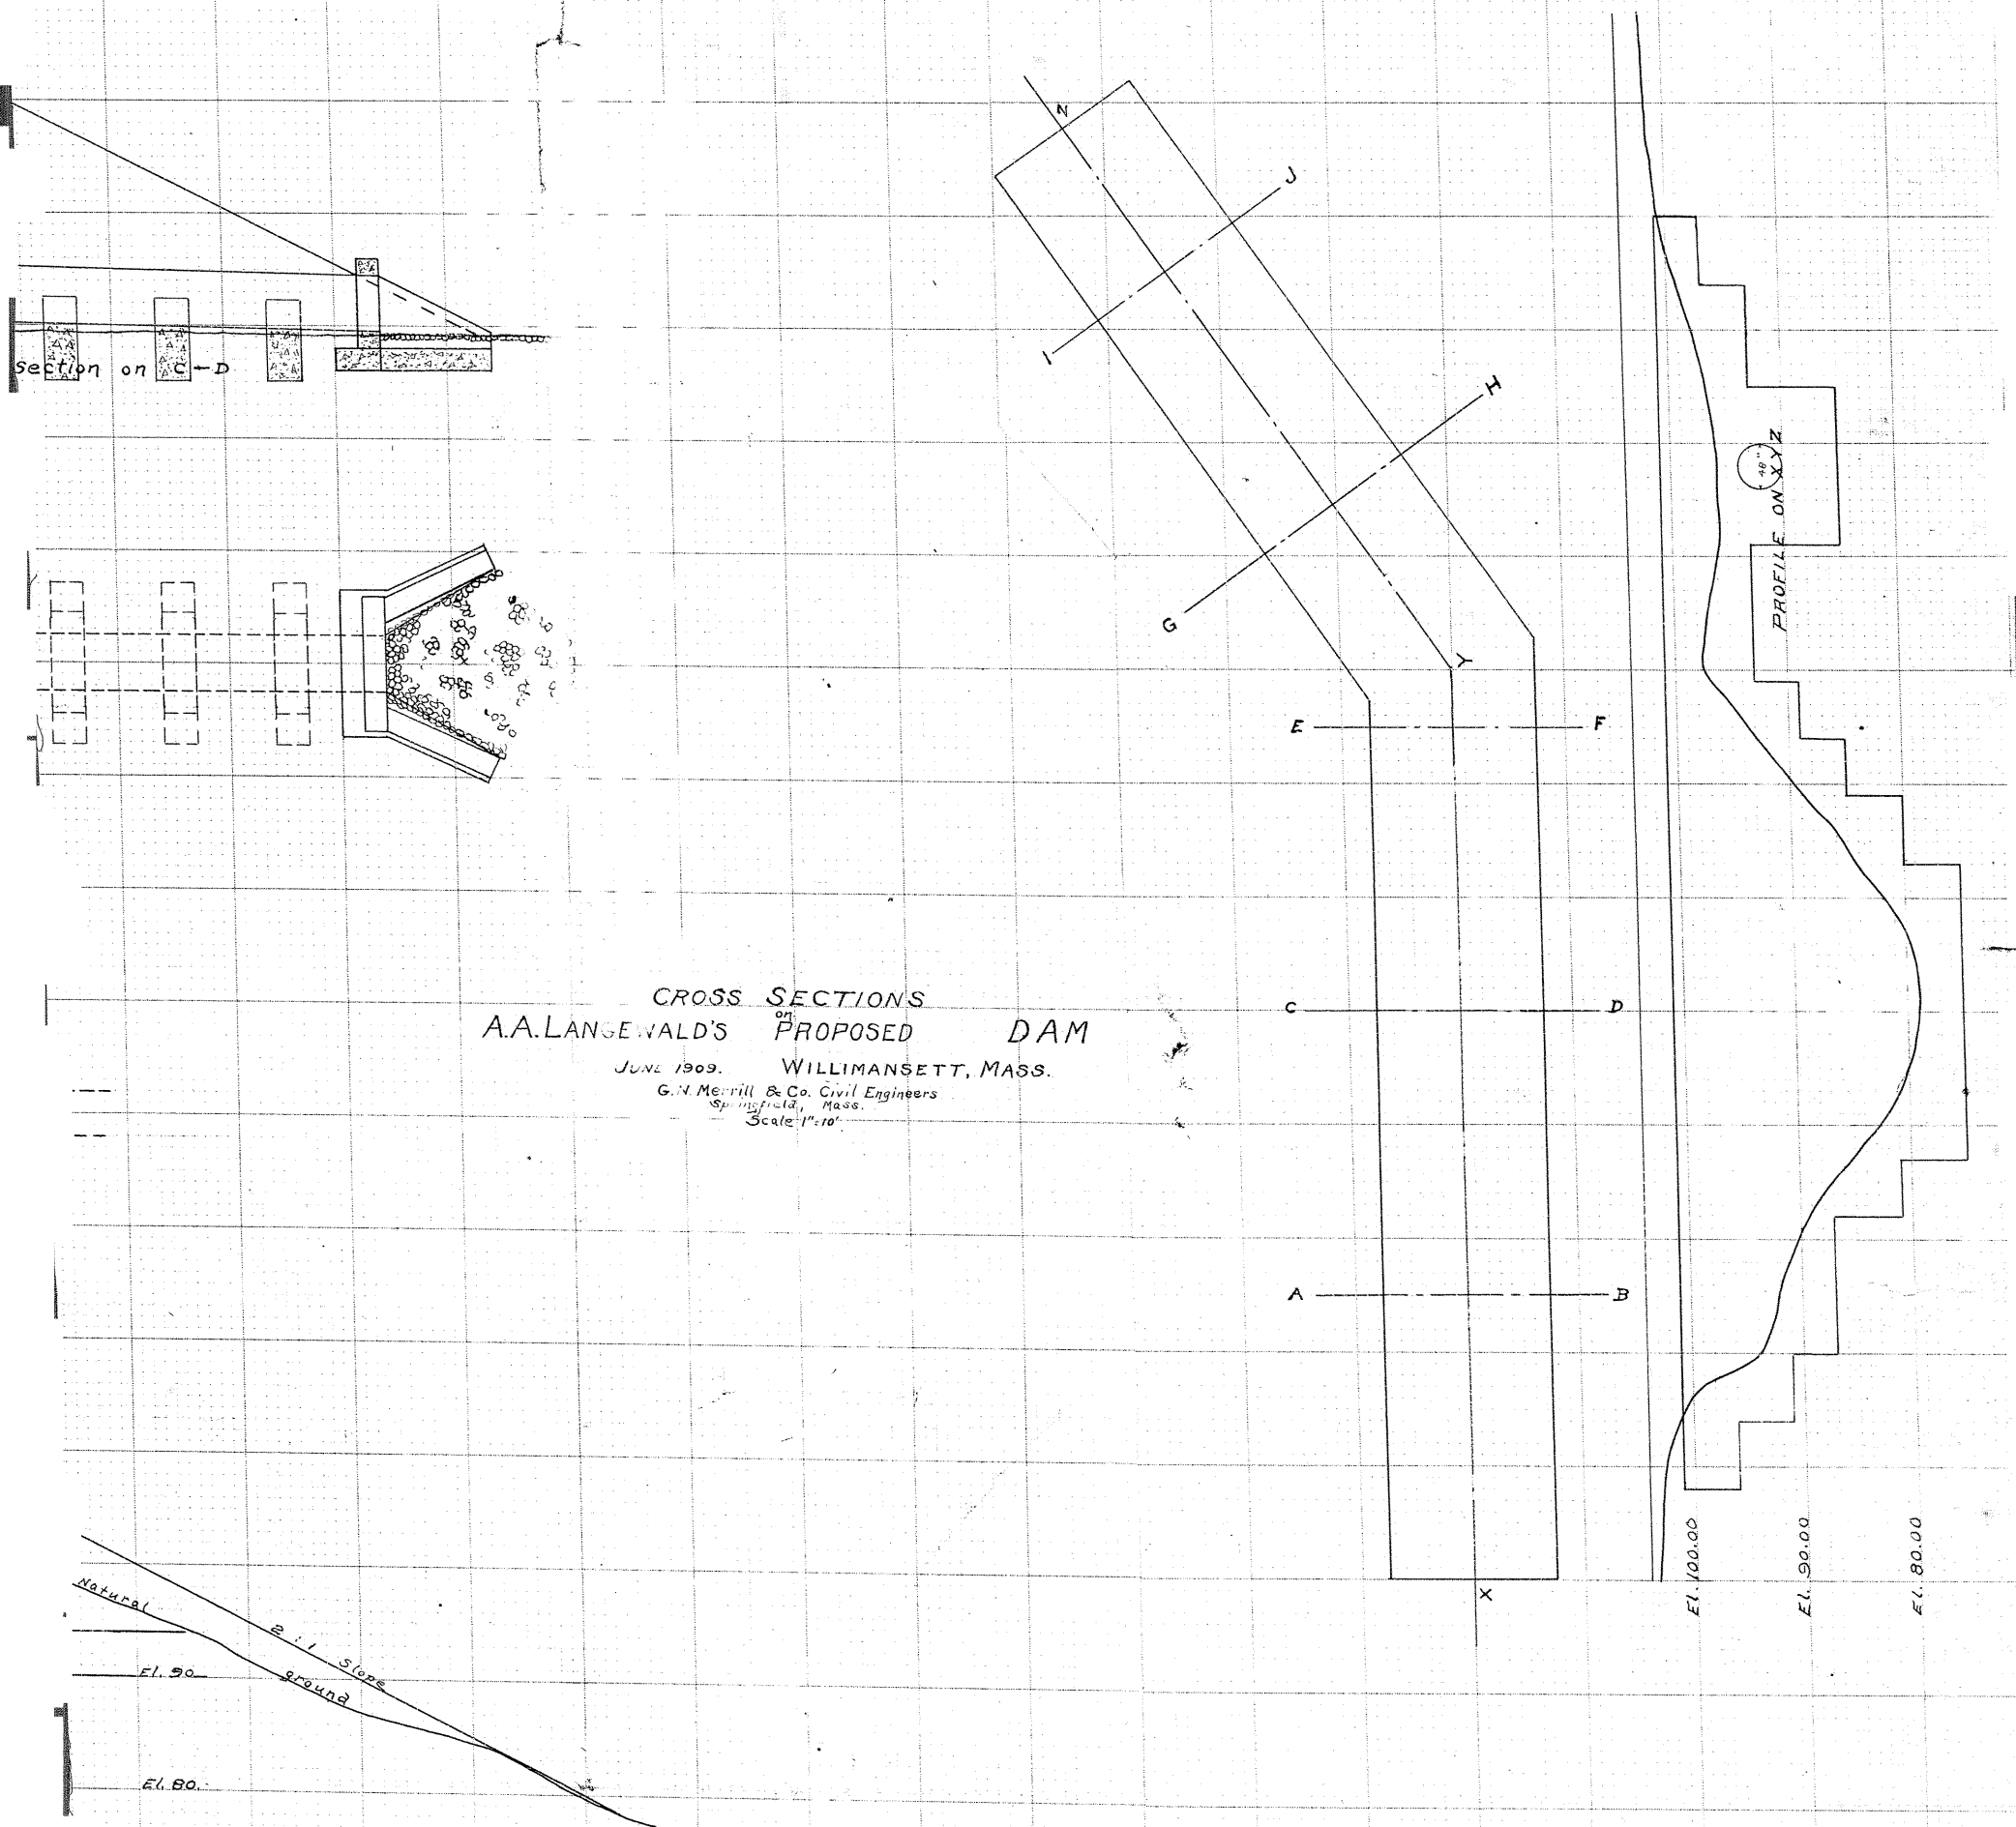 section on C-D
CROSS SECTIONS
on
A.A. LANGEWALD'S PROPOSED DAM
JUNE 1909. WILLIMANSETT, MASS.
G.N. Merrill & Co. Civil Engineers
Springfield, Mass.
Scale 1"=10'
Natural
ground
2:1 Slope
El. 90
El. 80.
Z
J
I
H
G
Y
E
F
C
D
A
B
X
48"
PROFILE ON XYZ
El. 100.00
El. 90.00
El. 80.00